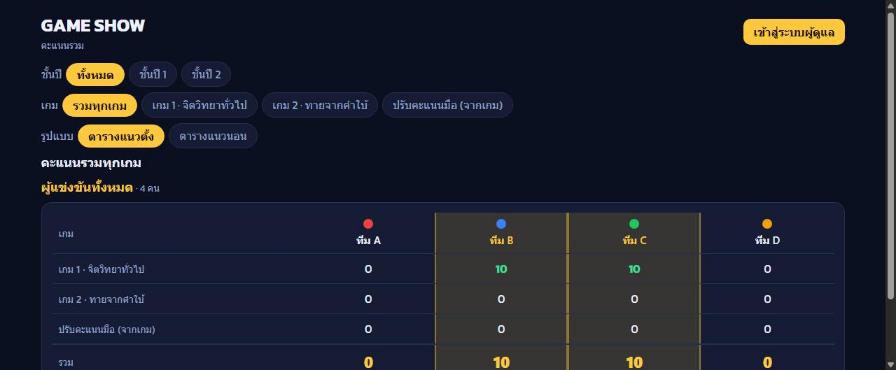 GAME SHOW
คะแนนรวม
เข้าสู่ระบบผู้ดูแล
ชั้นปี ทั้งหมด ชั้นปี 1 ชั้นปี 2
เกม รวมทุกเกม เกม 1 · จิตวิทยาทั่วไป เกม 2 · ทายจากคำใบ้ ปรับคะแนนมือ (จากเกม)
รูปแบบ ตารางแนวตั้ง ตารางแนวนอน
คะแนนรวมทุกเกม
ผู้แข่งขันทั้งหมด · 4 คน
เกม ทีม A ทีม B ทีม C ทีม D
เกม 1 · จิตวิทยาทั่วไป 0 10 10 0
เกม 2 · ทายจากคำใบ้ 0 0 0 0
ปรับคะแนนมือ (จากเกม) 0 0 0 0
รวม 0 10 10 0